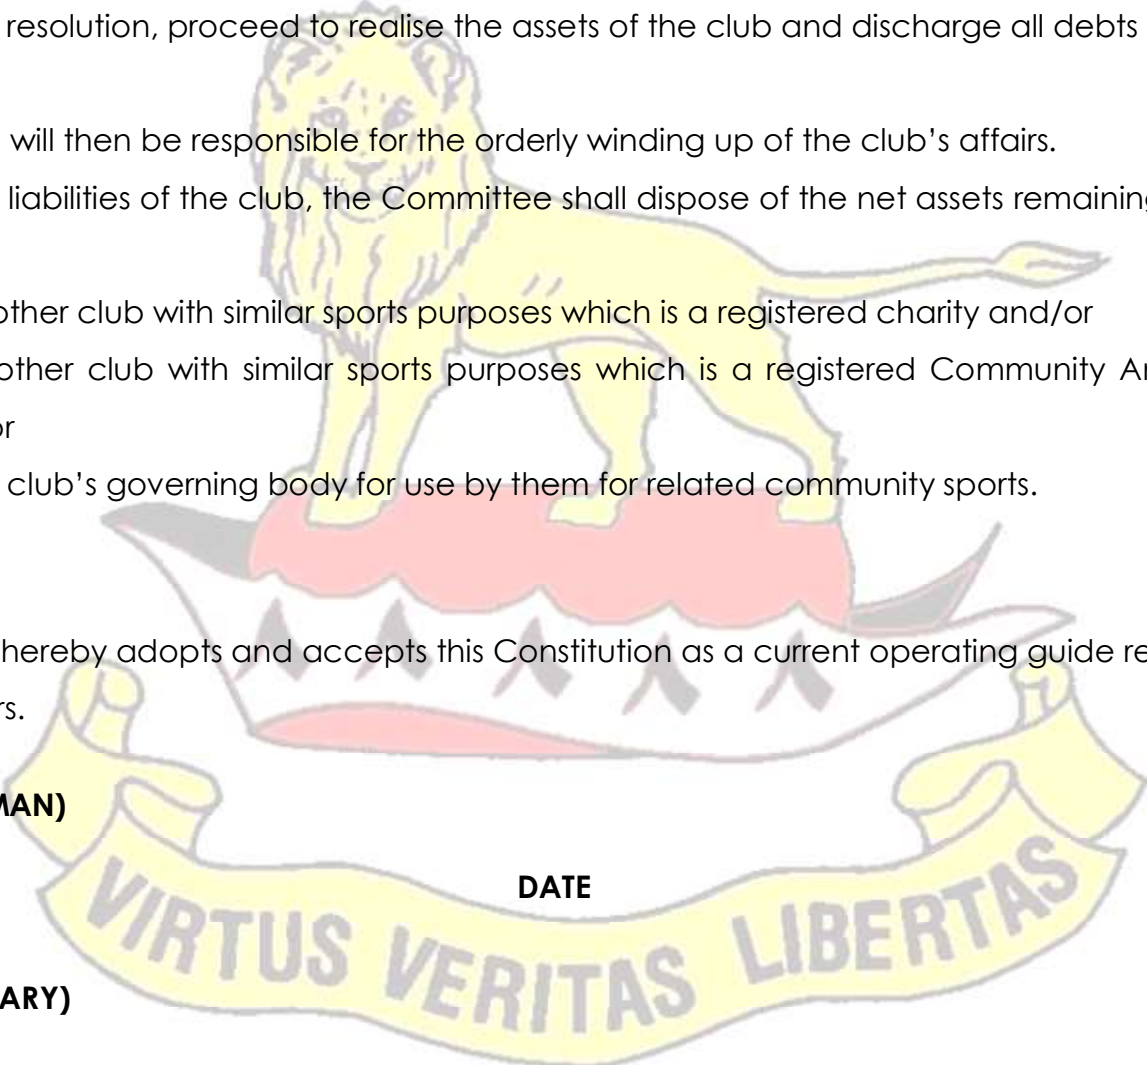 resolution, proceed to realise the assets of the club and discharge all debts
will then be responsible for the orderly winding up of the club's affairs.
liabilities of the club, the Committee shall dispose of the net assets remaining
other club with similar sports purposes which is a registered charity and/or
other club with similar sports purposes which is a registered Community
or
club's governing body for use by them for related community sports.
hereby adopts and accepts this Constitution as a current operating guide
rs.
MAN)
DATE
ARY)
VIRTUS VERITAS LIBERTAS